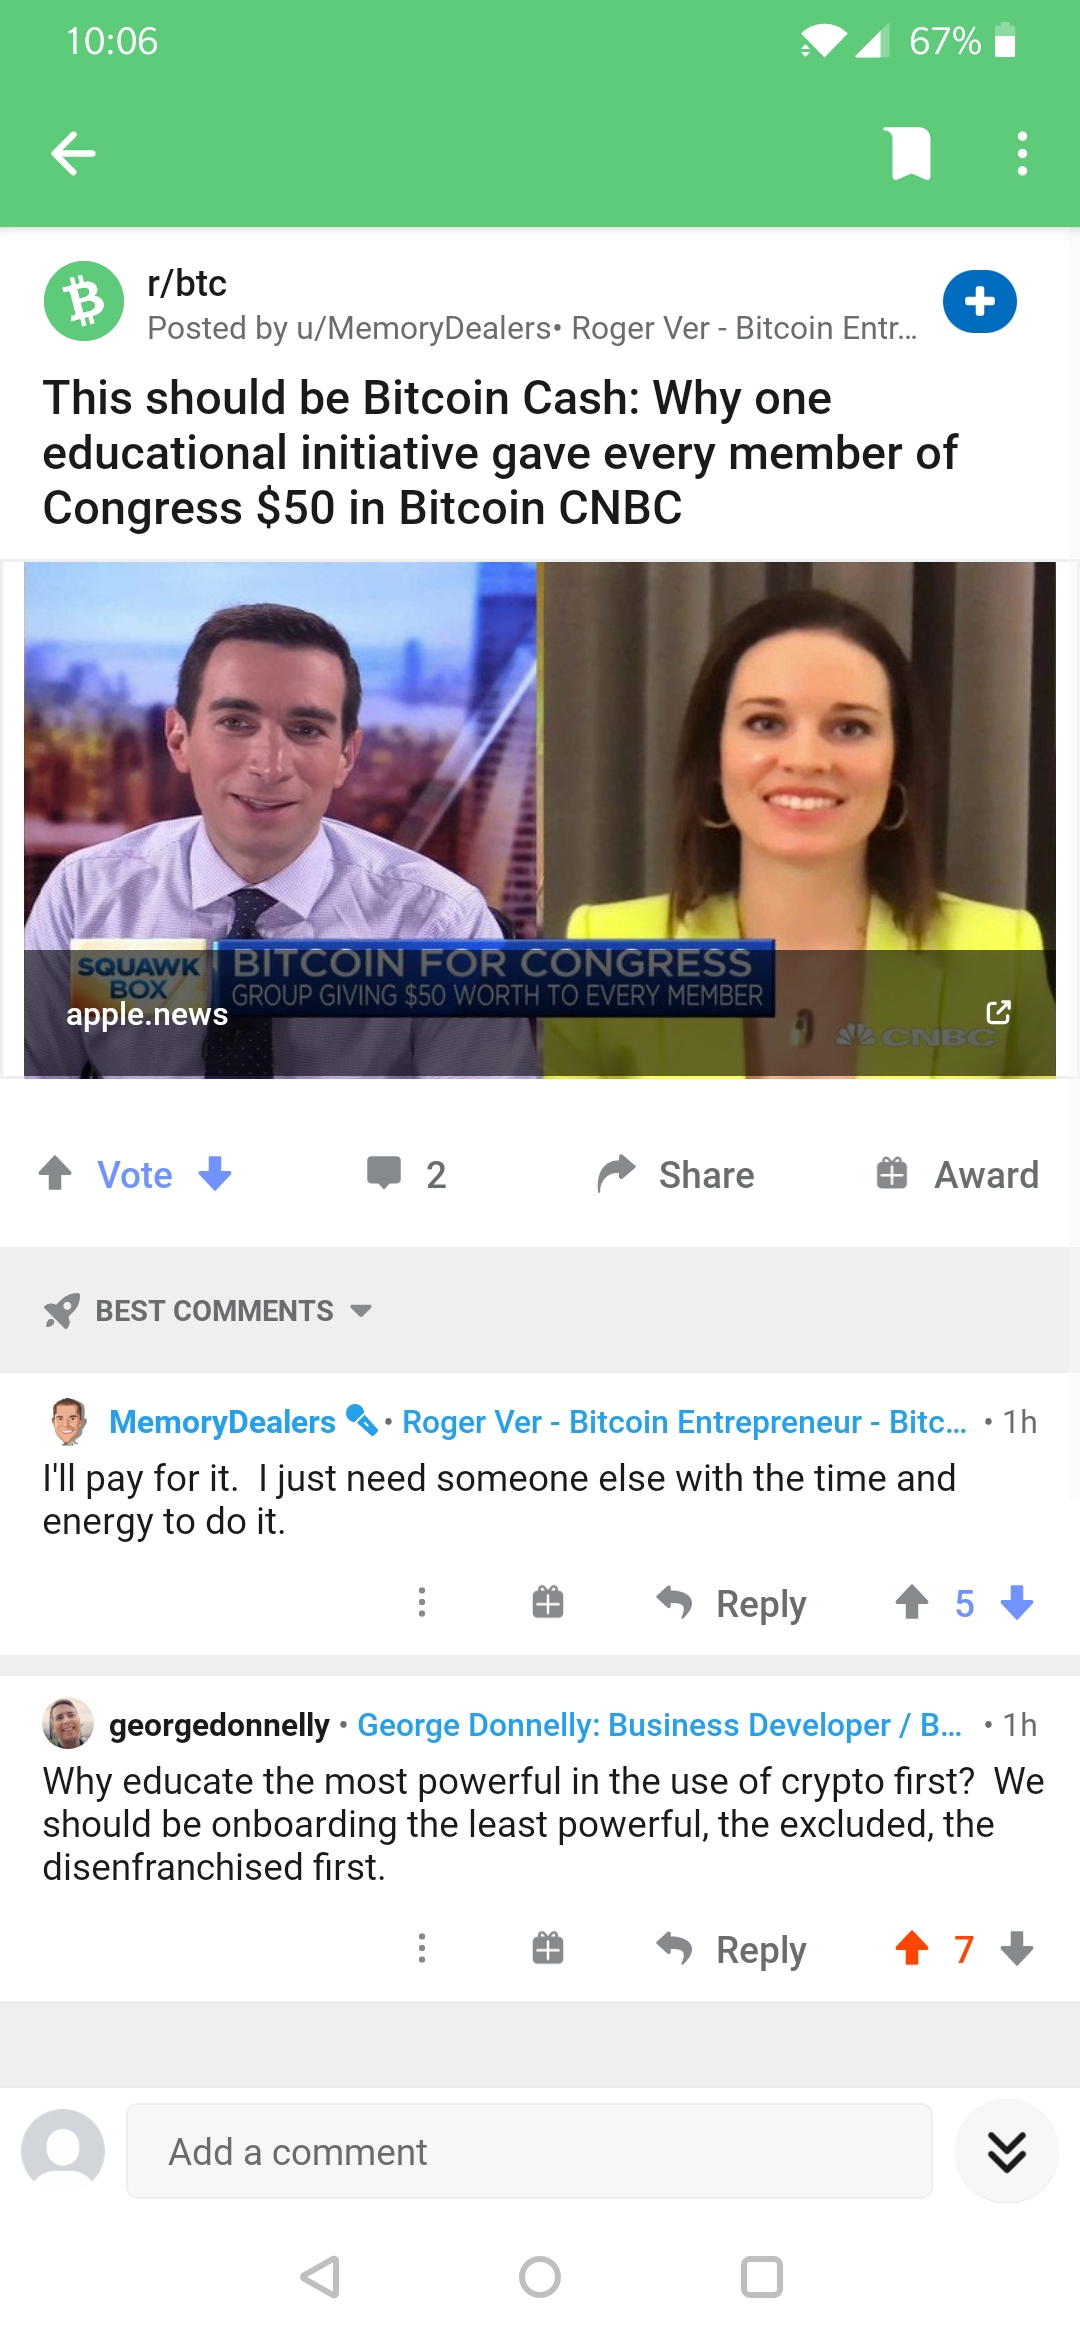 10:06
67%
r/btc
Posted by u/MemoryDealers• Roger Ver - Bitcoin Entr...
This should be Bitcoin Cash: Why one
educational initiative gave every member of
Congress $50 in Bitcoin CNBC
SQUAWK
BOX
BITCOIN FOR CONGRESS
GROUP GIVING $50 WORTH TO EVERY MEMBER
apple.news
CNBC
Vote
2
Share
Award
BEST COMMENTS
MemoryDealers • Roger Ver - Bitcoin Entrepreneur - Bitc... • 1h
I'll pay for it.  I just need someone else with the time and
energy to do it.
Reply
5
georgedonnelly • George Donnelly: Business Developer / B... • 1h
Why educate the most powerful in the use of crypto first?  We
should be onboarding the least powerful, the excluded, the
disenfranchised first.
Reply
7
Add a comment